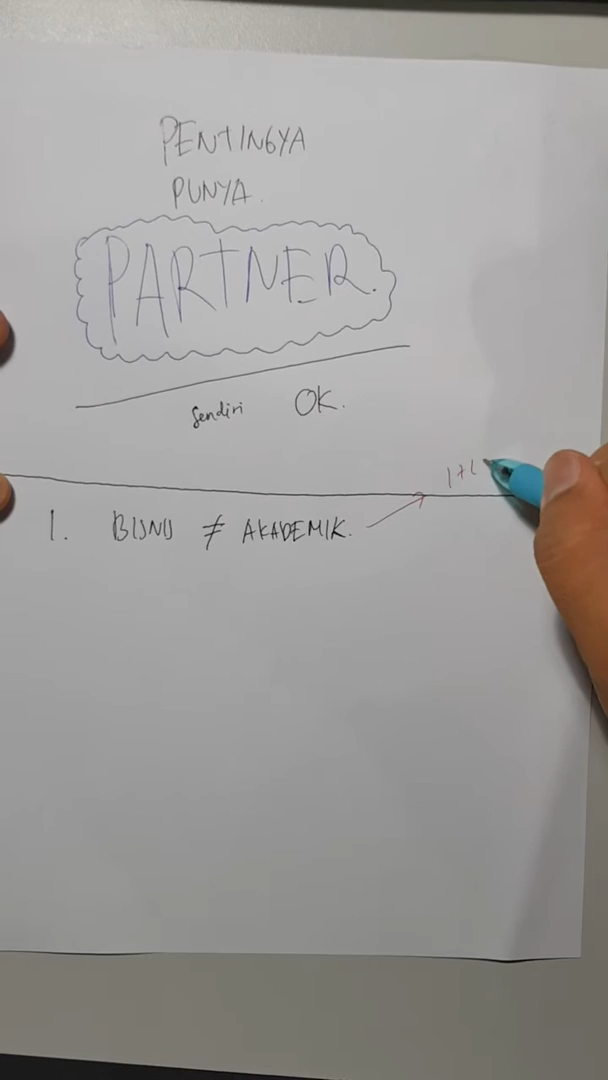 PENTINGYA
PUNYA.
PARTNER.
Sendiri OK.
1. BISNIS ≠ AKADEMIK.